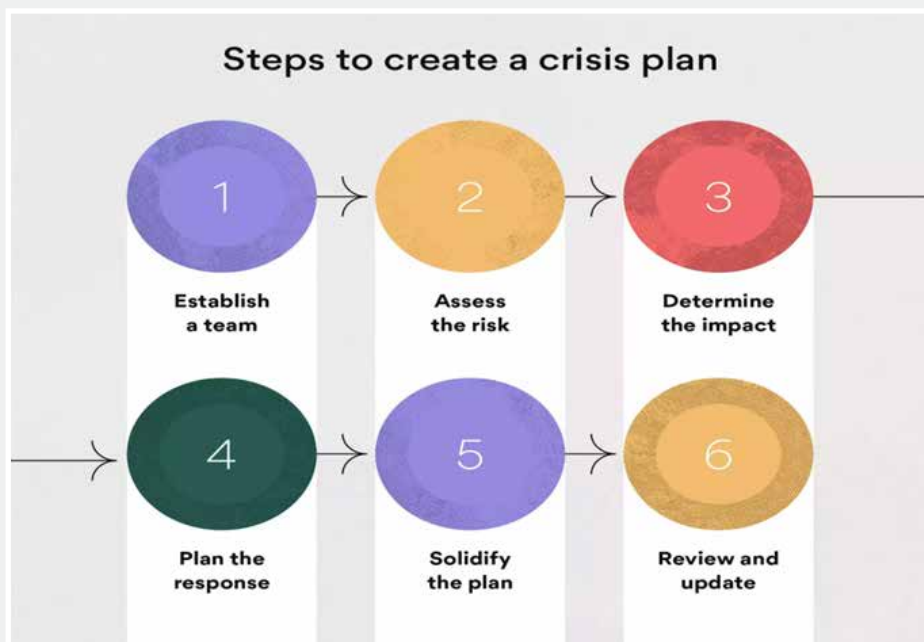 Steps to create a crisis plan
1
2
3
Establish
a team
Assess
the risk
Determine
the impact
4
5
6
Plan the
response
Solidify
the plan
Review and
update